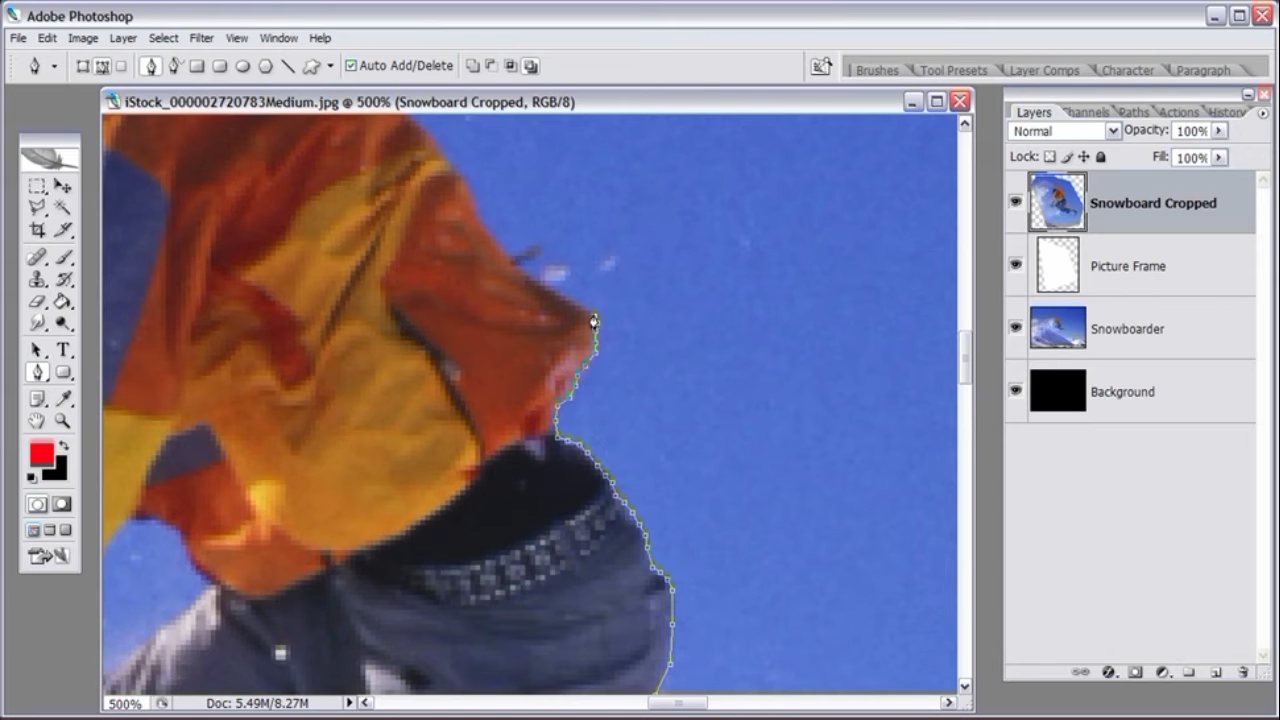 Adobe Photoshop
File Edit Image Layer Select Filter View Window Help
Auto Add/Delete
Brushes Tool Presets Layer Comps Character Paragraph
iStock_000002720783Medium.jpg @ 500% (Snowboard Cropped, RGB/8)
Layers Channels Paths Actions History
Normal Opacity: 100%
Lock: Fill: 100%
Snowboard Cropped
Picture Frame
Snowboarder
Background
T
500% Doc: 5.49M/8.27M